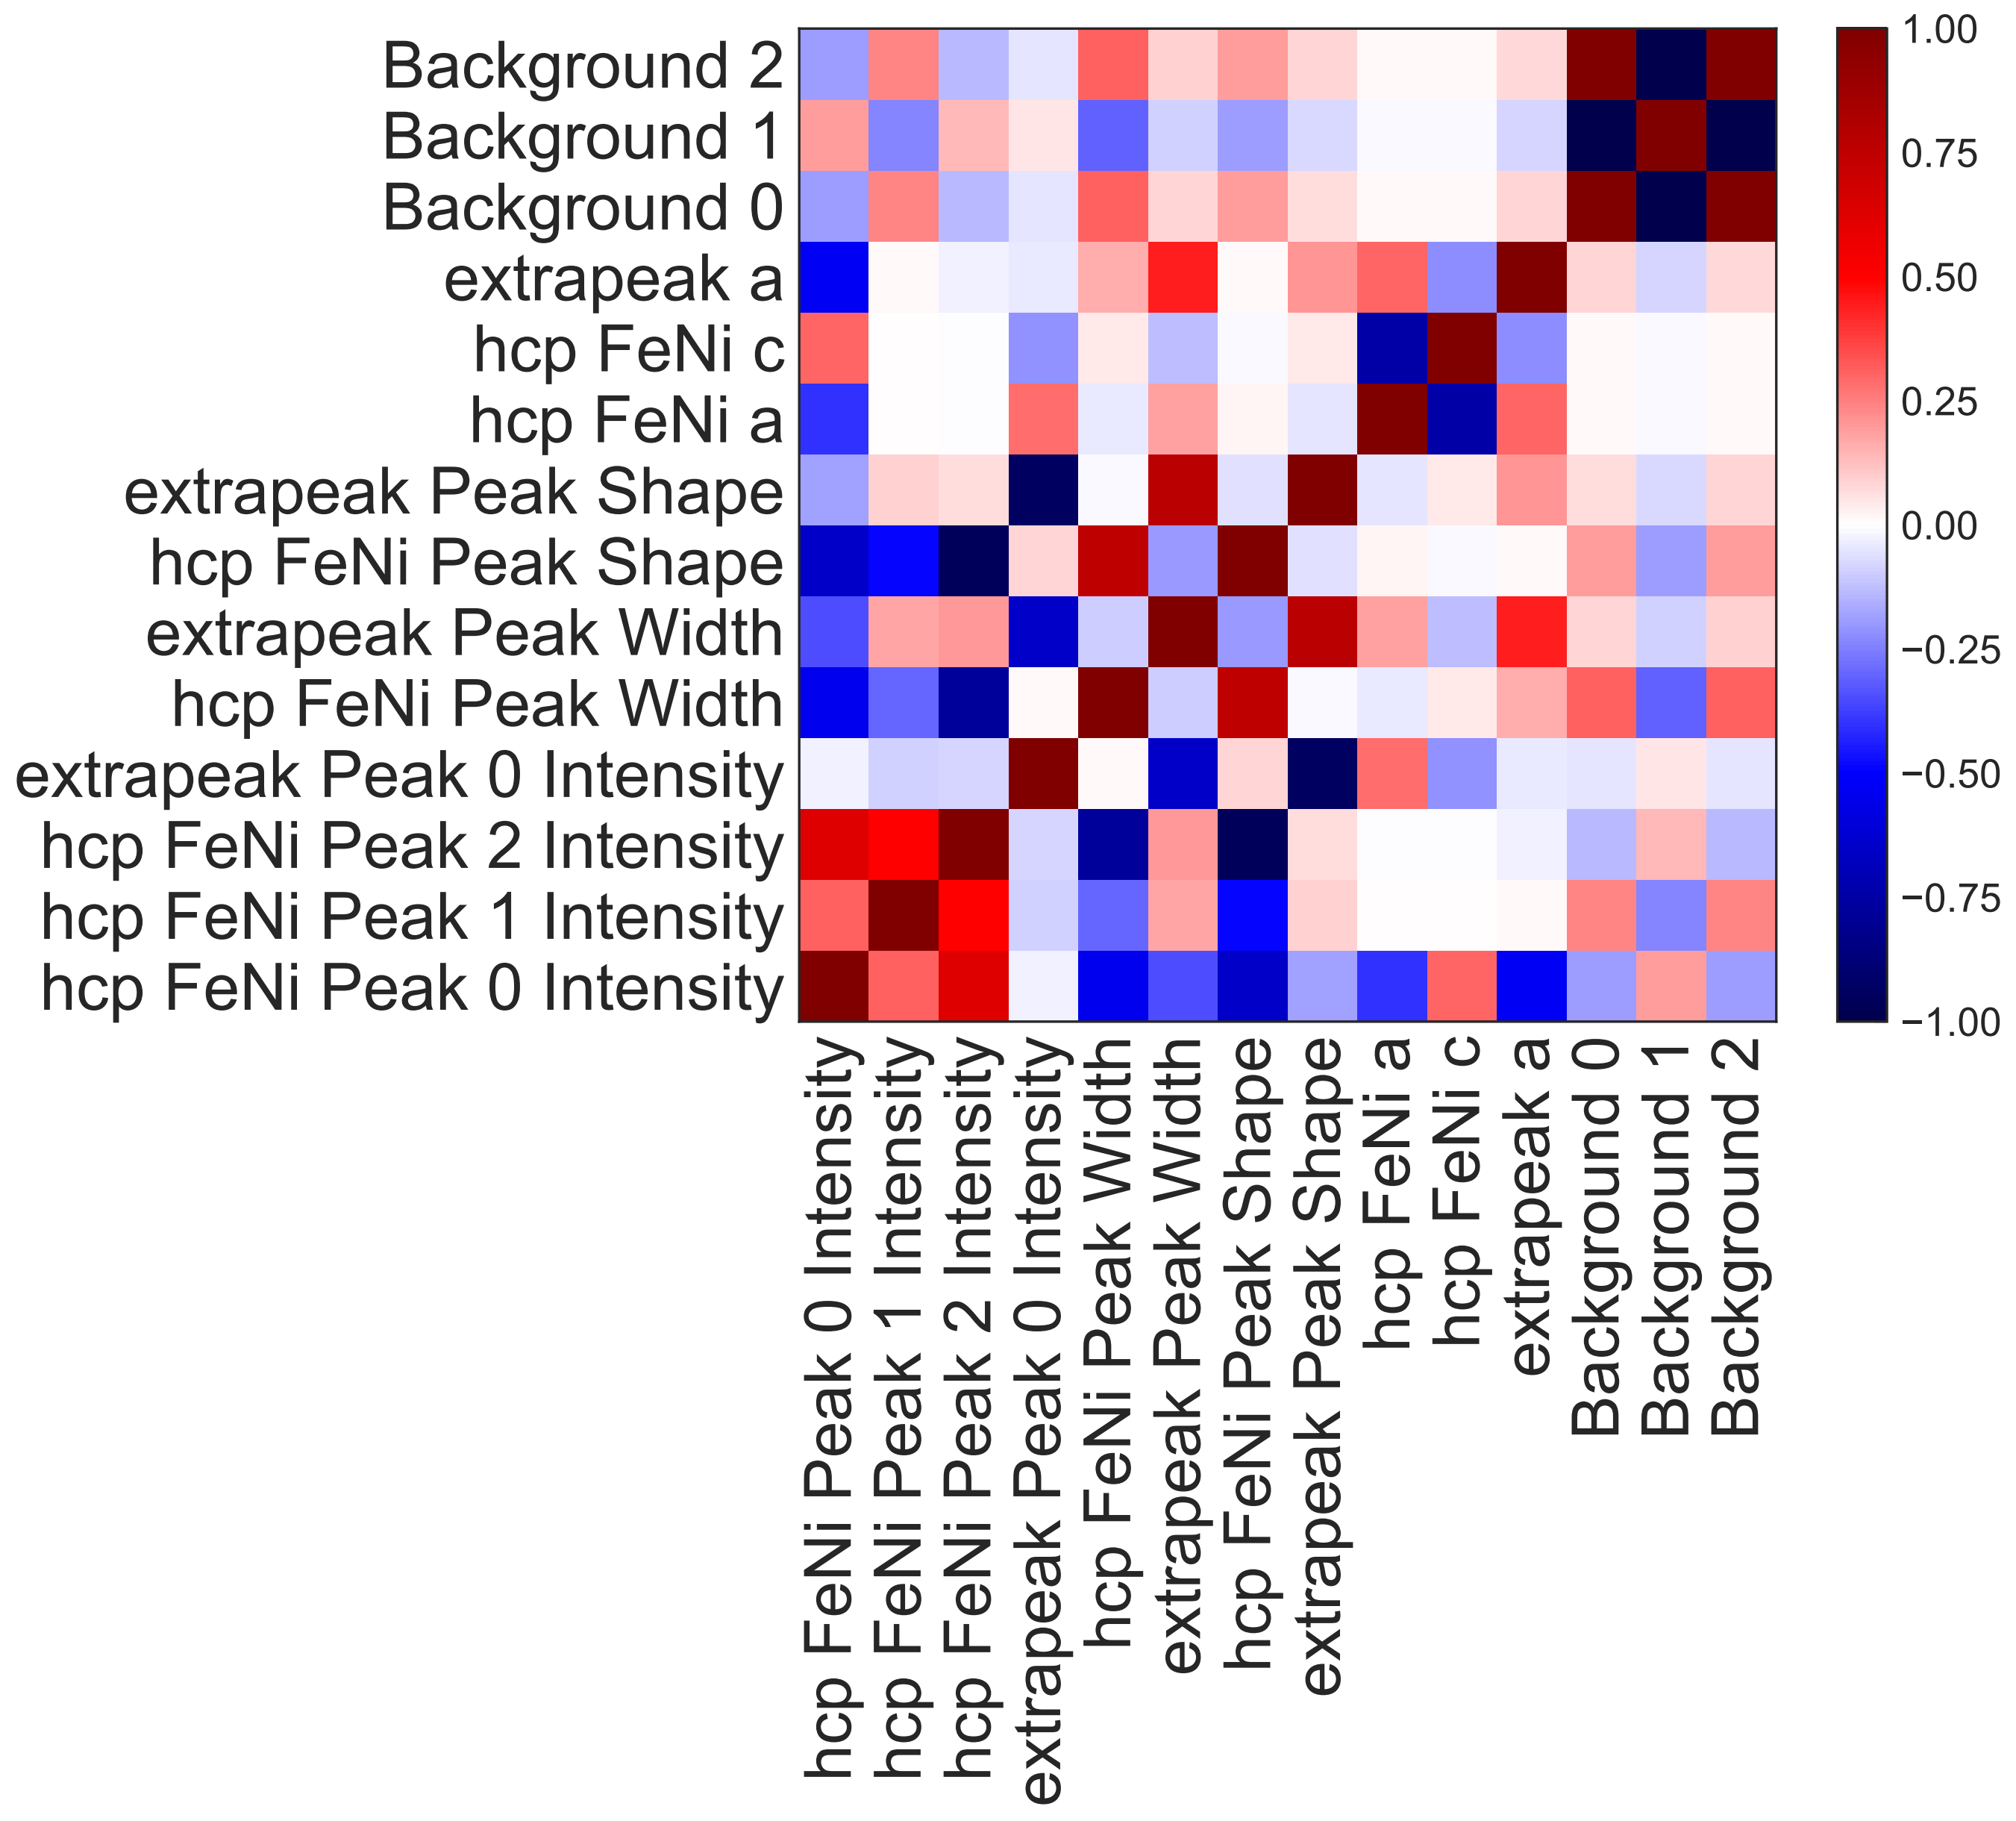 Background 2
Background 1
Background 0
extrapeak a
hcp FeNi c
hcp FeNi a
extrapeak Peak Shape
hcp FeNi Peak Shape
extrapeak Peak Width
hcp FeNi Peak Width
extrapeak Peak 0 Intensity
hcp FeNi Peak 2 Intensity
hcp FeNi Peak 1 Intensity
hcp FeNi Peak 0 Intensity
hcp FeNi Peak 0 Intensity
hcp FeNi Peak 1 Intensity
hcp FeNi Peak 2 Intensity
extrapeak Peak 0 Intensity
hcp FeNi Peak Width
extrapeak Peak Width
hcp FeNi Peak Shape
extrapeak Peak Shape
hcp FeNi a
hcp FeNi c
extrapeak a
Background 0
Background 1
Background 2
1.00
0.75
0.50
0.25
0.00
−0.25
−0.50
−0.75
−1.00